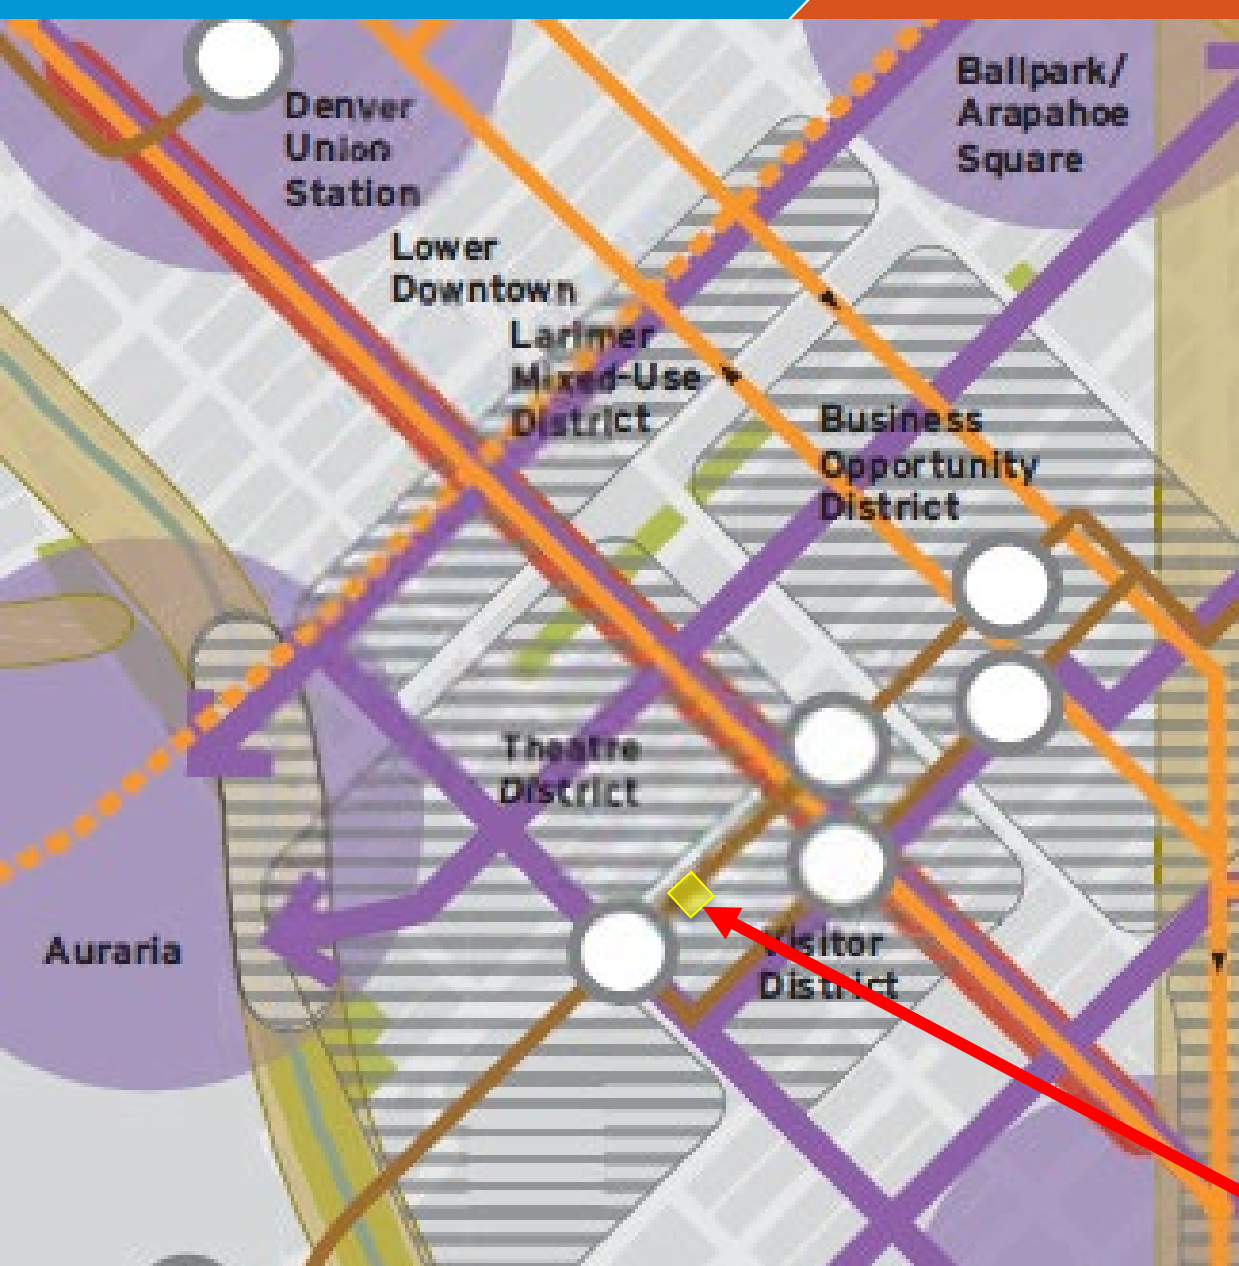 Denver
Union
Station
Ballpark/
Arapahoe
Square
Lower
Downtown
Larimer
Mixed-Use
District
Business
Opportunity
District
Theatre
District
Auraria
Visitor
District